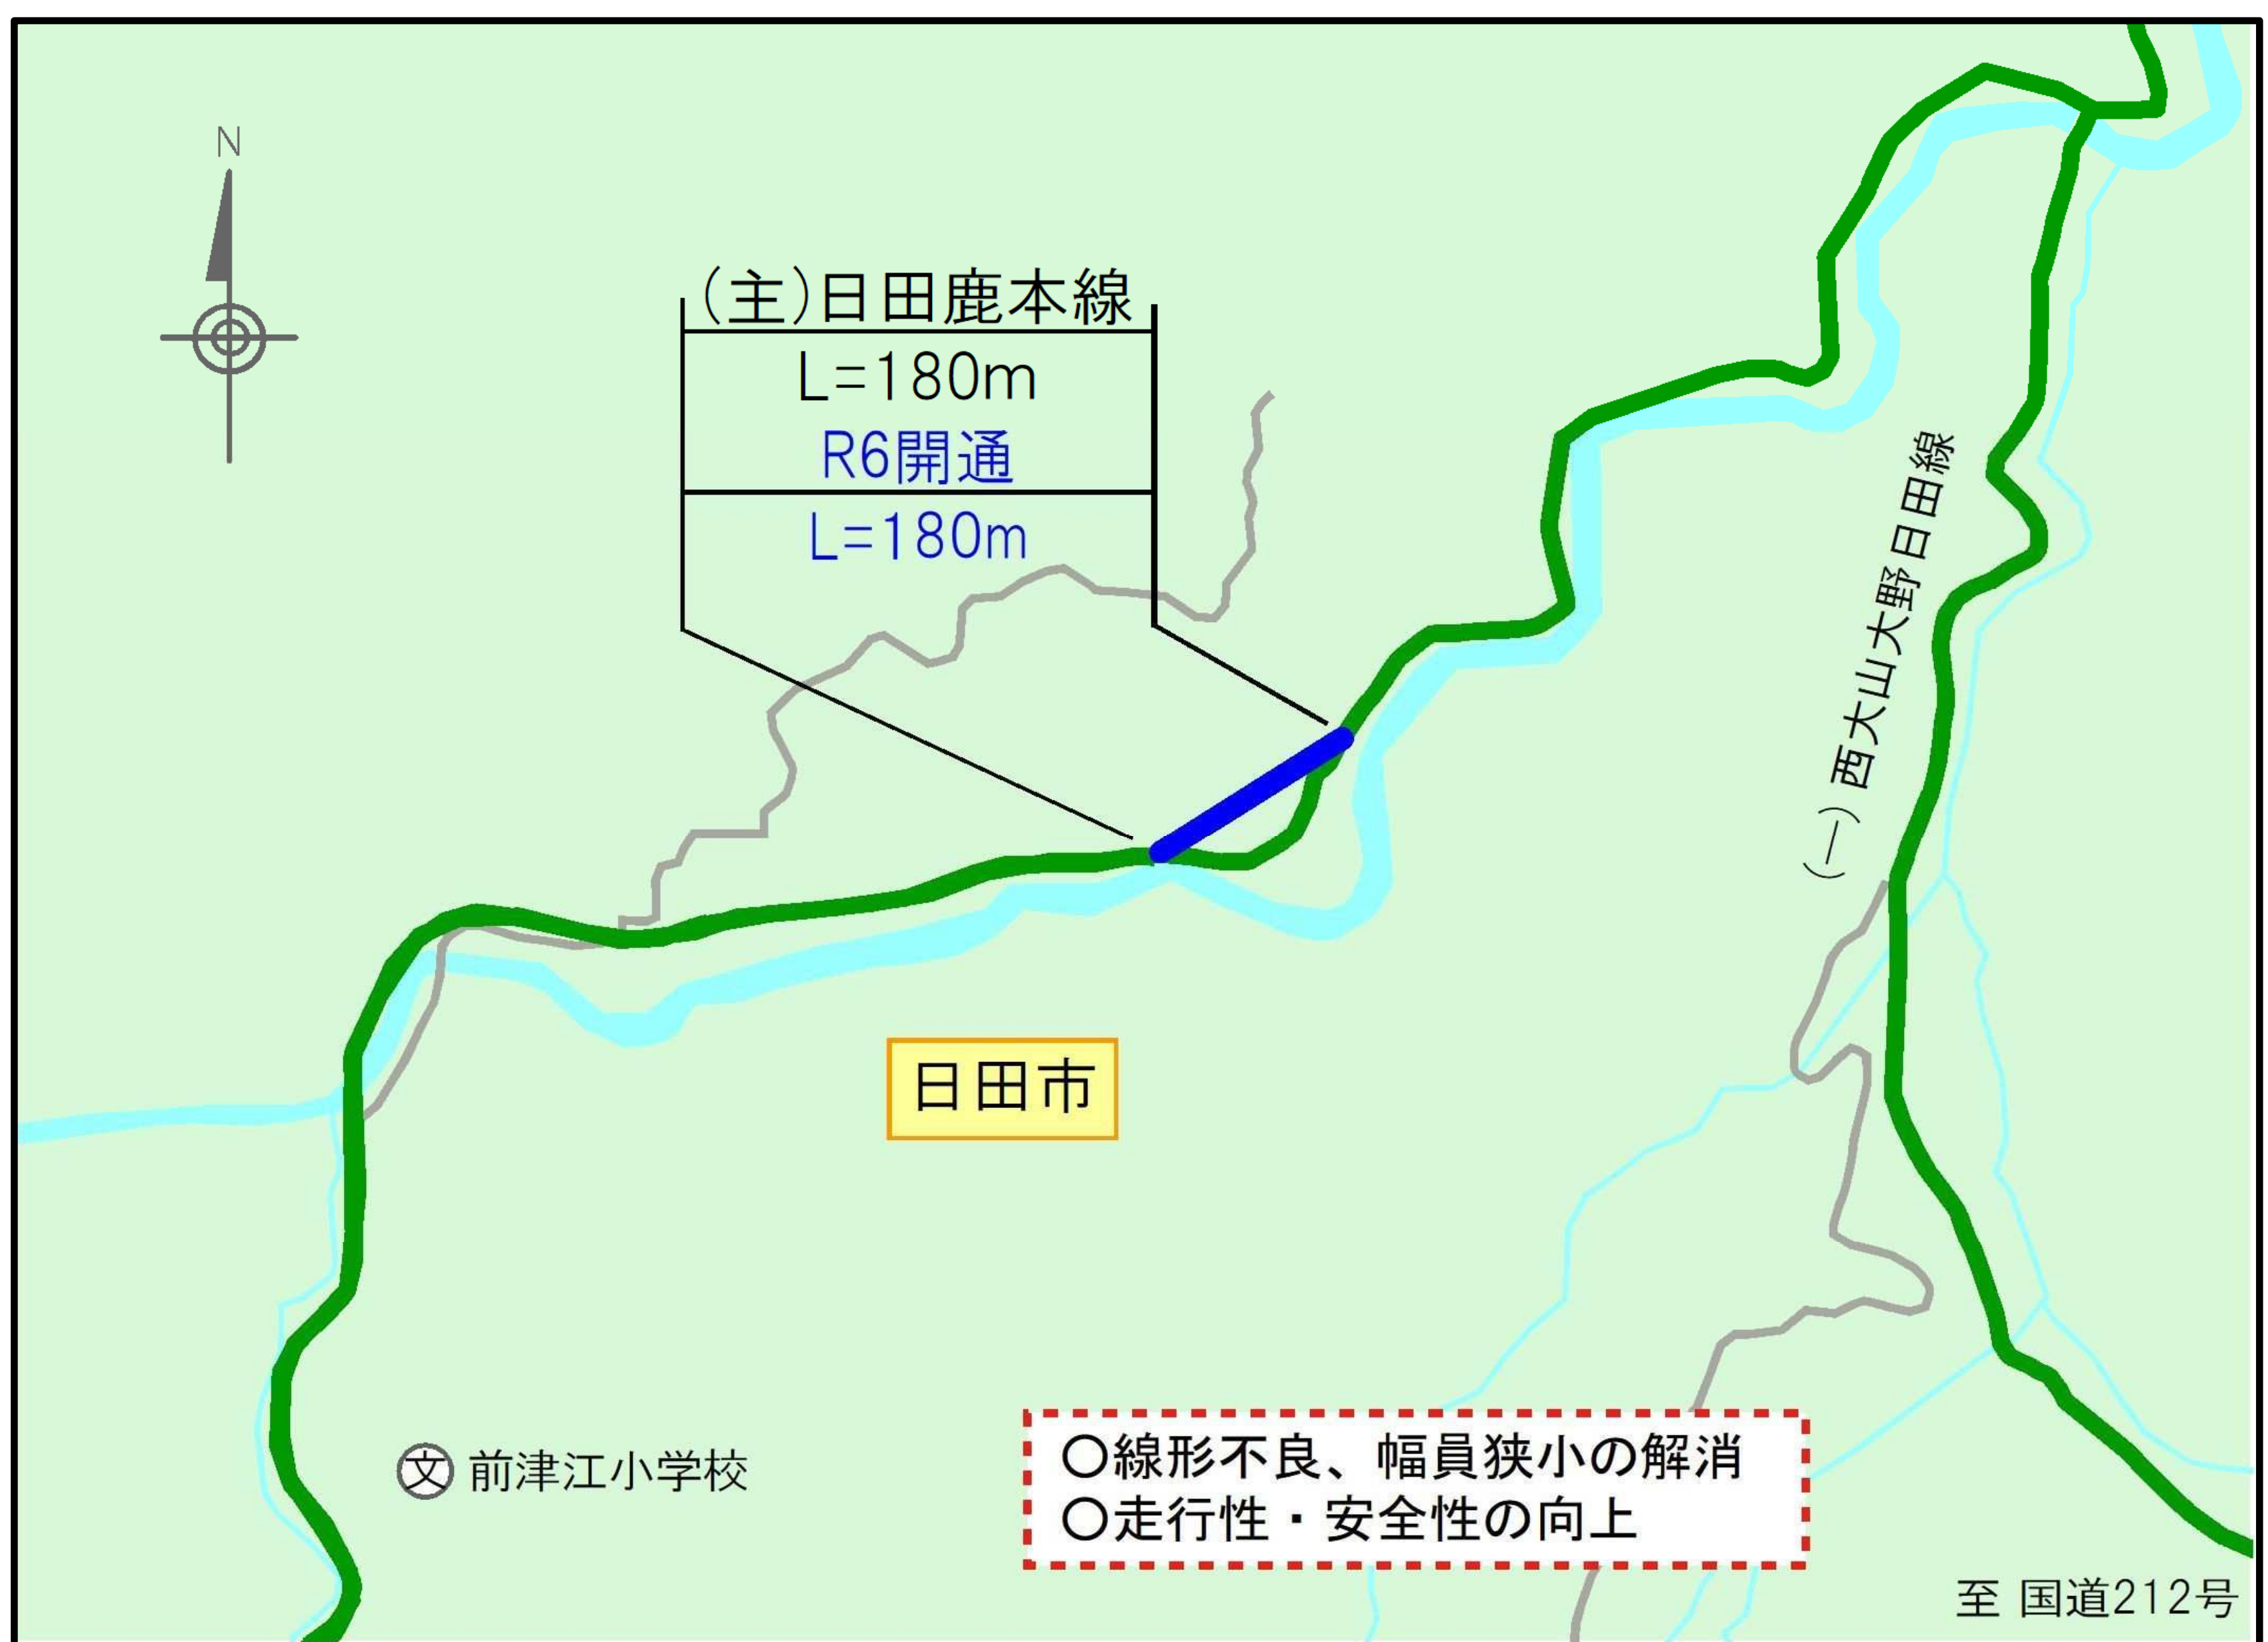 N
(主)日田鹿本線
L=180m
R6開通
L=180m
(一)西大山大野日田線
日田市
文 前津江小学校
○線形不良、幅員狭小の解消
○走行性・安全性の向上
至 国道212号